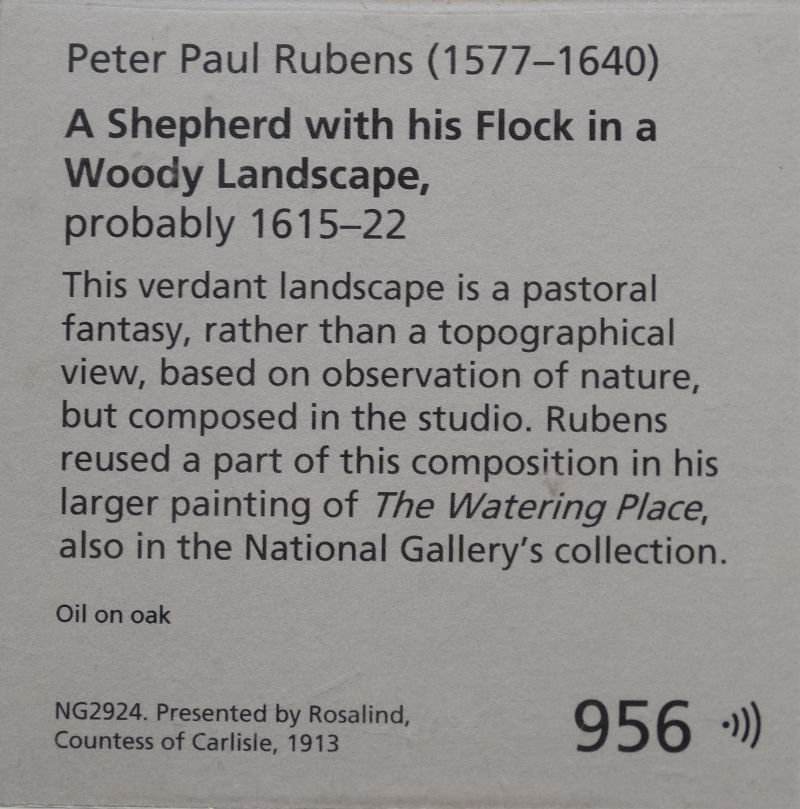 Peter Paul Rubens (1577–1640)
A Shepherd with his Flock in a
Woody Landscape,
probably 1615–22
This verdant landscape is a pastoral
fantasy, rather than a topographical
view, based on observation of nature,
but composed in the studio. Rubens
reused a part of this composition in his
larger painting of The Watering Place,
also in the National Gallery's collection.
Oil on oak
NG2924. Presented by Rosalind,
Countess of Carlisle, 1913
956